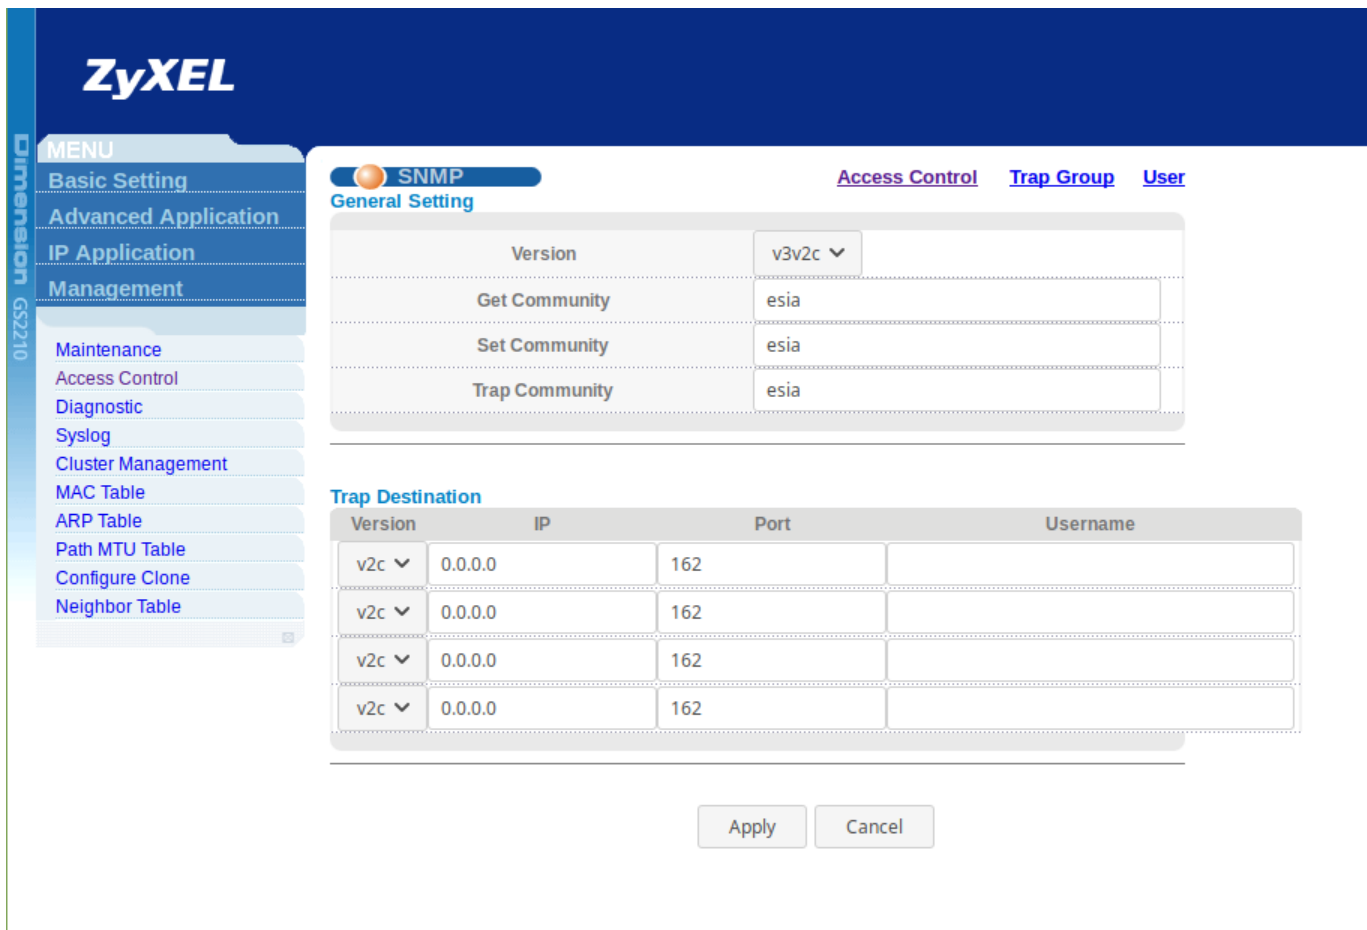 ZyXEL
Dimension GS2210
MENU
Basic Setting
Advanced Application
IP Application
Management
Maintenance
Access Control
Diagnostic
Syslog
Cluster Management
MAC Table
ARP Table
Path MTU Table
Configure Clone
Neighbor Table
SNMP Access Control Trap Group User
General Setting
Version v3v2c
Get Community esia
Set Community esia
Trap Community esia
Trap Destination
Version IP Port Username
v2c 0.0.0.0 162
v2c 0.0.0.0 162
v2c 0.0.0.0 162
v2c 0.0.0.0 162
Apply Cancel